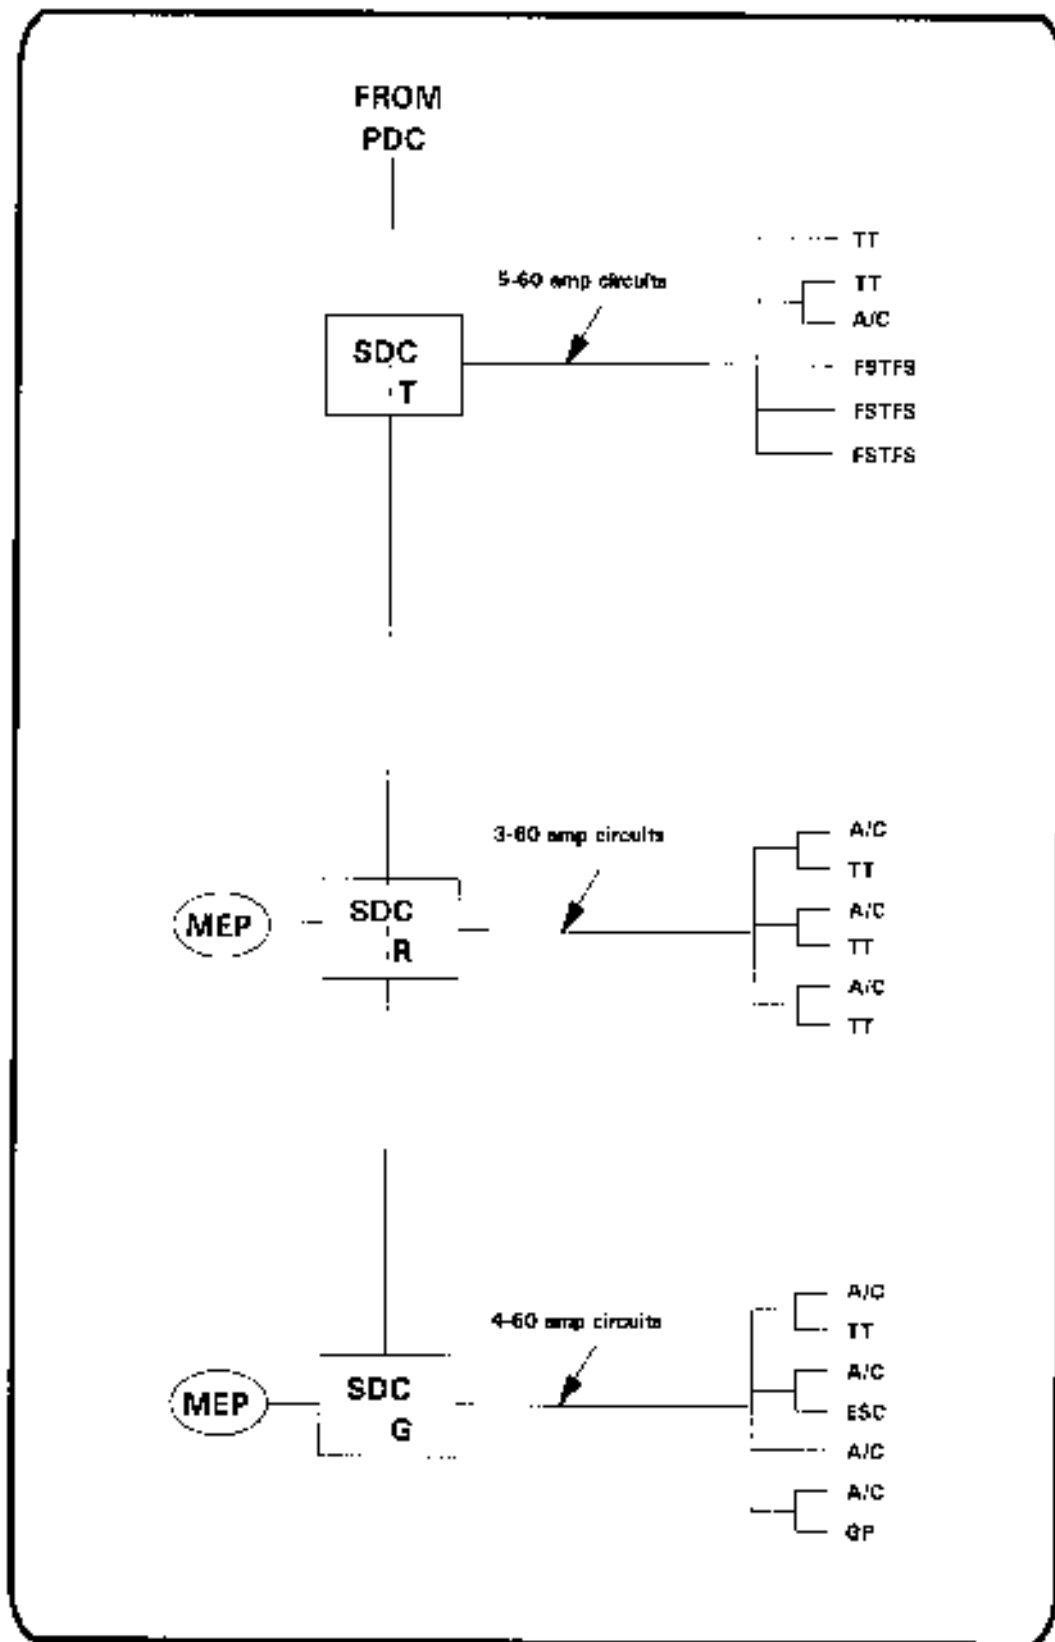 FROM
PDC
5-60 amp circuits
SDC
T
TT
TT
A/C
FSTFS
FSTFS
FSTFS
3-60 amp circuits
MEP
SDC
R
A/C
TT
A/C
TT
A/C
TT
4-60 amp circuits
MEP
SDC
G
A/C
TT
A/C
ESC
A/C
A/C
GP